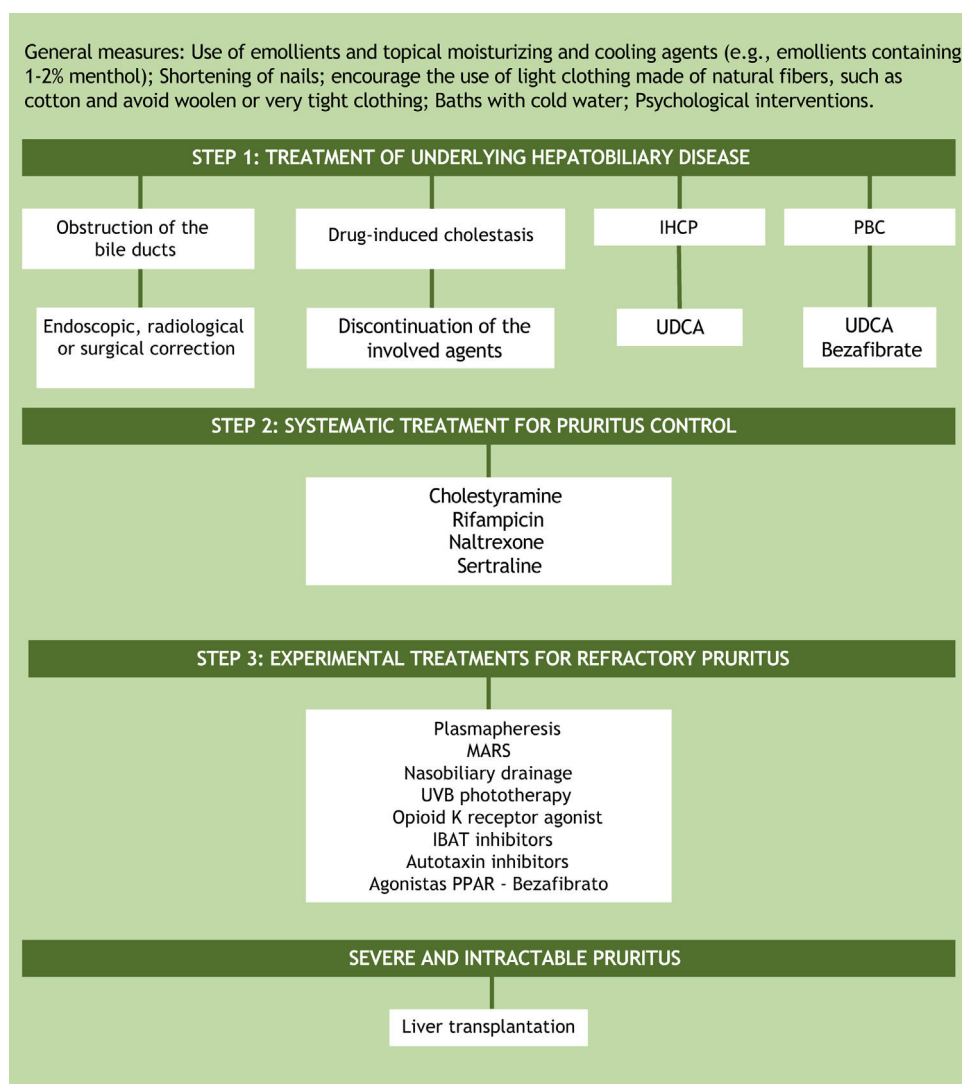 General measures: Use of emollients and topical moisturizing and cooling agents (e.g., emollients containing
1-2% menthol); Shortening of nails; encourage the use of light clothing made of natural fibers, such as
cotton and avoid woolen or very tight clothing; Baths with cold water; Psychological interventions.
STEP 1: TREATMENT OF UNDERLYING HEPATOBILIARY DISEASE
Obstruction of the
bile ducts
Drug-induced cholestasis
IHCP
PBC
Endoscopic, radiological
or surgical correction
Discontinuation of the
involved agents
UDCA
UDCA
Bezafibrate
STEP 2: SYSTEMATIC TREATMENT FOR PRURITUS CONTROL
Cholestyramine
Rifampicin
Naltrexone
Sertraline
STEP 3: EXPERIMENTAL TREATMENTS FOR REFRACTORY PRURITUS
Plasmapheresis
MARS
Nasobiliary drainage
UVB phototherapy
Opioid K receptor agonist
IBAT inhibitors
Autotaxin inhibitors
Agonistas PPAR - Bezafibrato
SEVERE AND INTRACTABLE PRURITUS
Liver transplantation